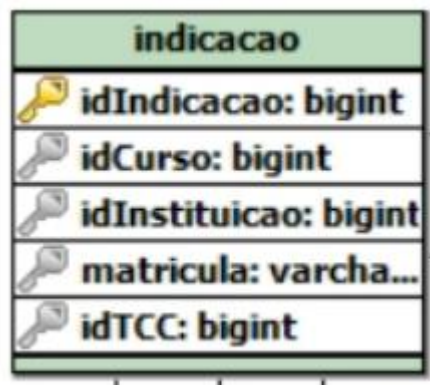 indicacao
idIndicacao: bigint
idCurso: bigint
idInstituicao: bigint
matricula: varcha...
idTCC: bigint